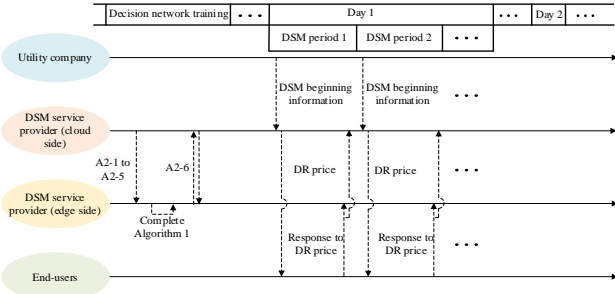 Decision network training
Day 1
Day 2
DSM period 1
DSM period 2
Utility company
DSM beginning
information
DSM beginning
information
DSM service
provider (cloud
side)
A2-1 to
A2-5
A2-6
DR price
DR price
DSM service
provider (edge side)
Complete
Algorithm 1
Response to
DR price
Response to
DR price
End-users